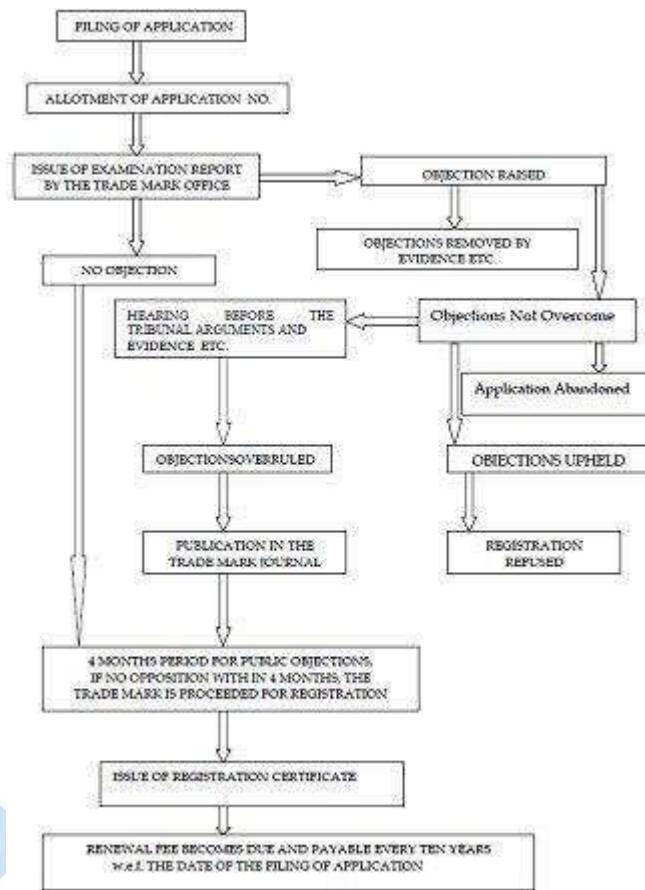 FILING OF APPLICATION
ALLOTMENT OF APPLICATION NO.
ISSUE OF EXAMINATION REPORT
BY THE TRADE MARK OFFICE
OBJECTION RAISED
OBJECTIONS REMOVED BY
EVIDENCE ETC.
NO OBJECTION
HEARING BEFORE THE
TRIBUNAL ARGUMENTS AND
EVIDENCE ETC.
Objections Not Overcome
Application Abandoned
OBJECTIONSOVERRULED
OBJECTIONS UPHELD
PUBLICATION IN THE
TRADE MARK JOURNAL
REGISTRATION
REFUSED
4 MONTHS PERIOD FOR PUBLIC OBJECTIONS,
IF NO OPPOSITION WITH IN 4 MONTHS, THE
TRADE MARK IS PROCEEDED FOR REGISTRATION
ISSUE OF REGISTRATION CERTIFICATE
RENEWAL FEE BECOMES DUE AND PAYABLE EVERY TEN YEARS
w.e.f. THE DATE OF THE FILING OF APPLICATION